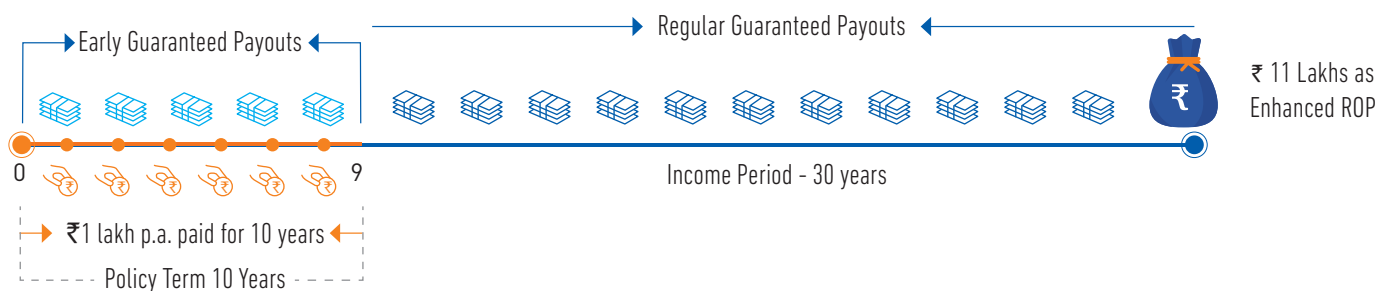 Regular Guaranteed Payouts
Early Guaranteed Payouts
₹
₹ 11 Lakhs as
Enhanced ROP
0
₹ ₹ ₹ ₹ ₹ ₹
9
Income Period - 30 years
₹1 lakh p.a. paid for 10 years
Policy Term 10 Years